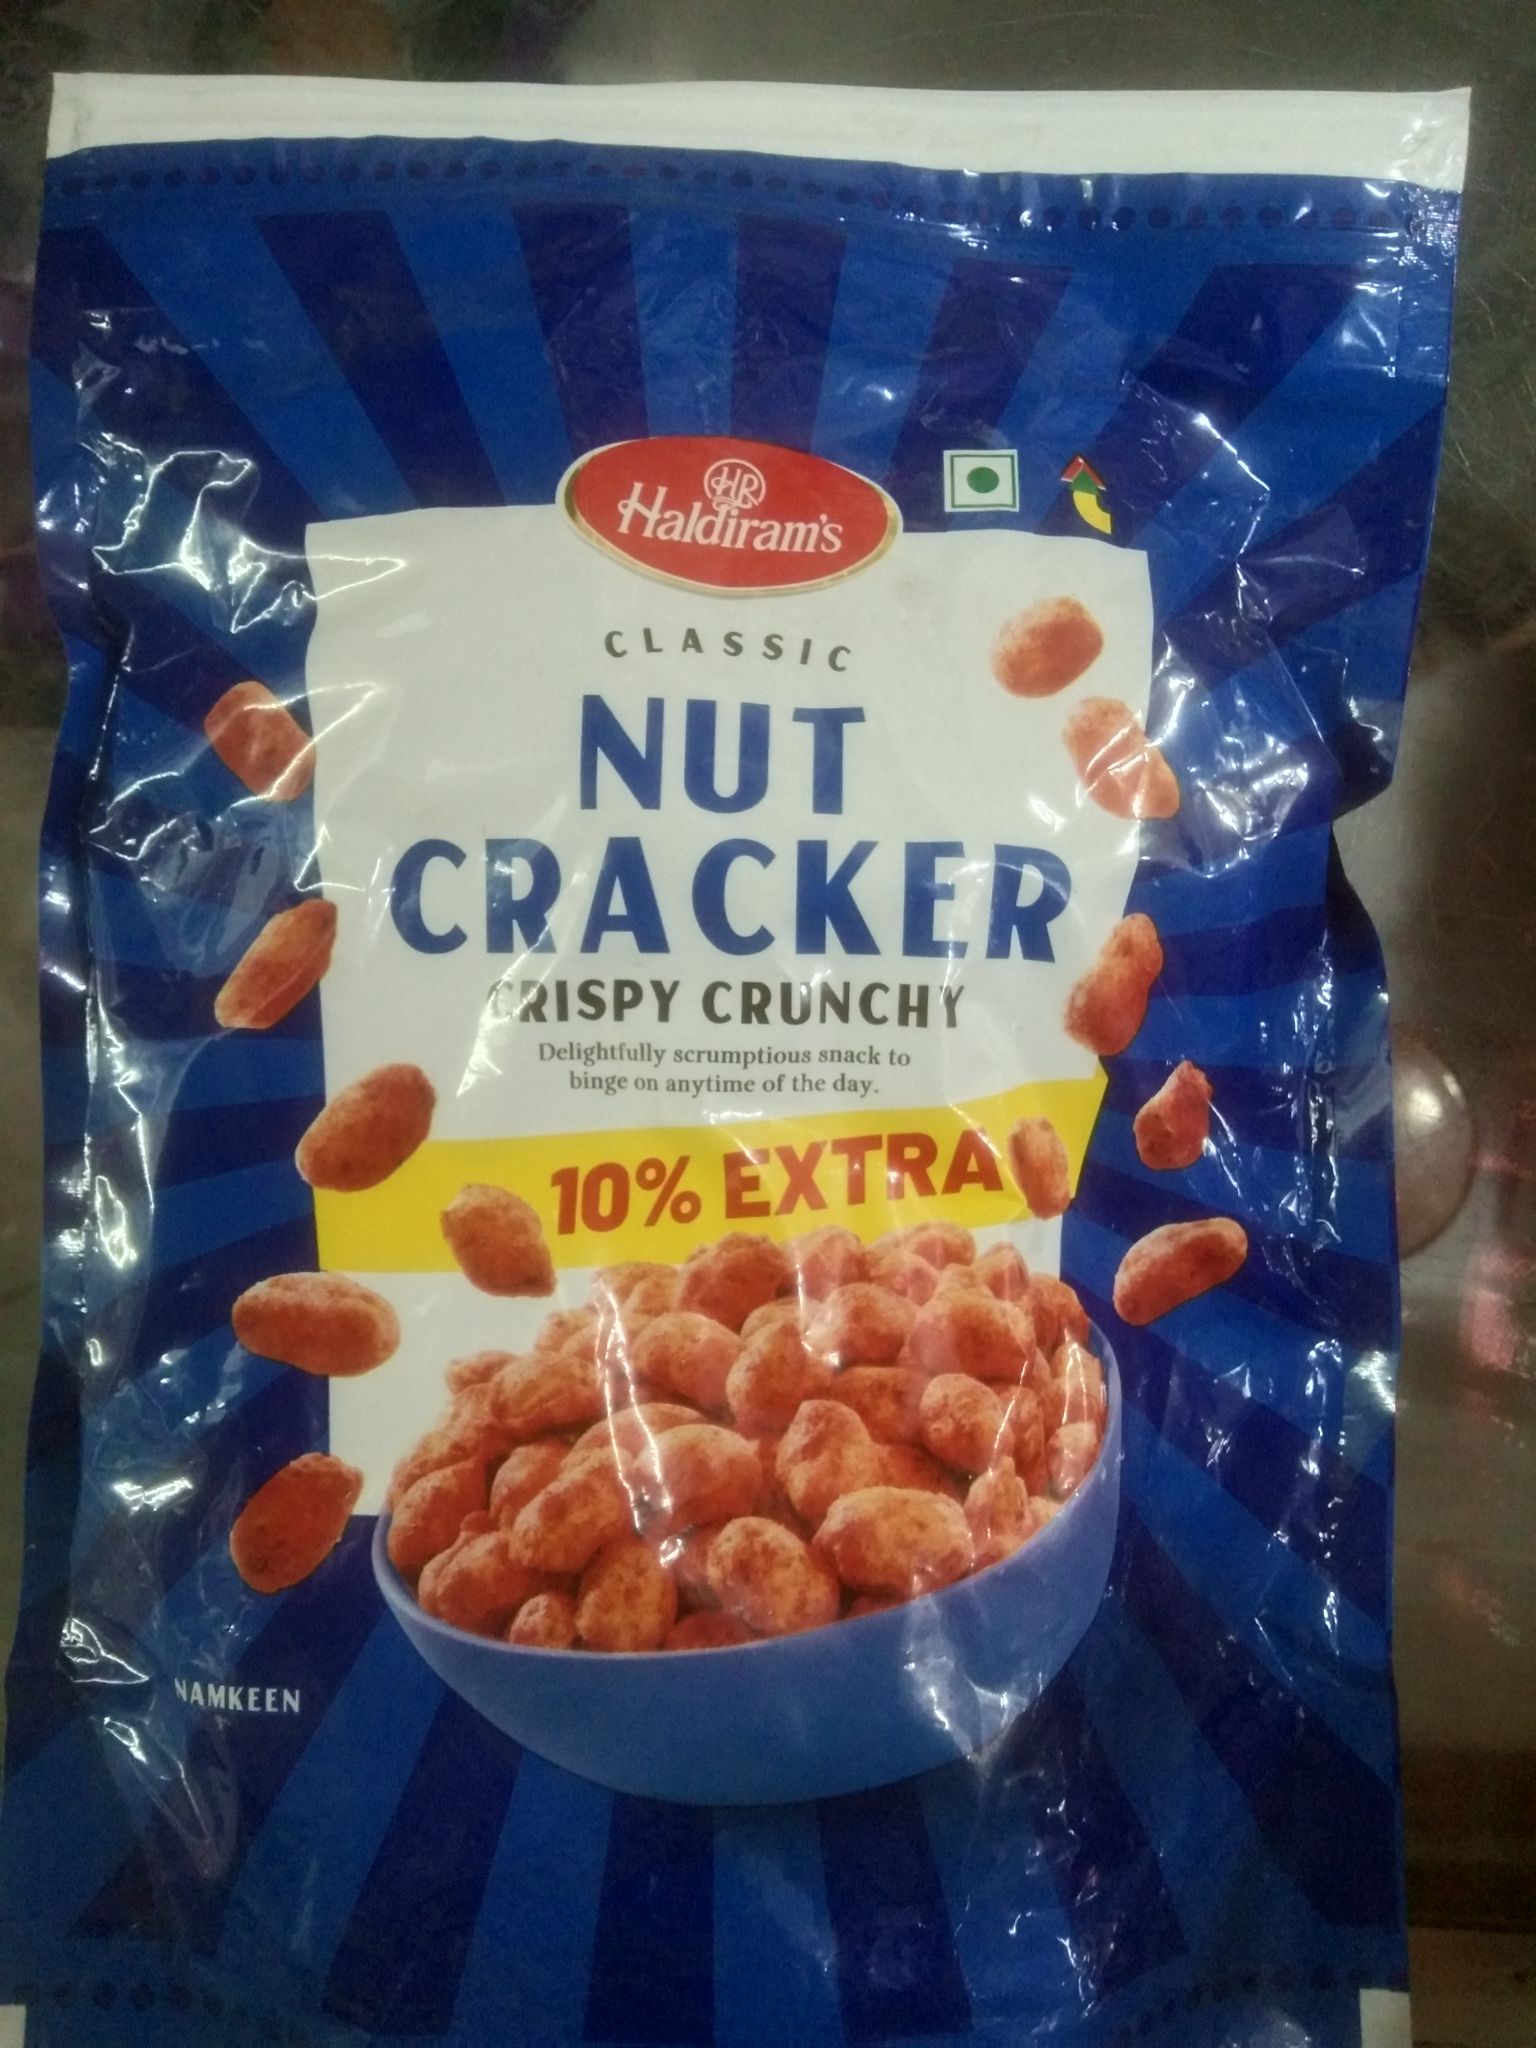 HR
Haldiram's
CLASSIC
NUT
CRACKER
CRISPY CRUNCHY
Delightfully scrumptious snack to
binge on anytime of the day.
10% EXTRA
NAMKEEN